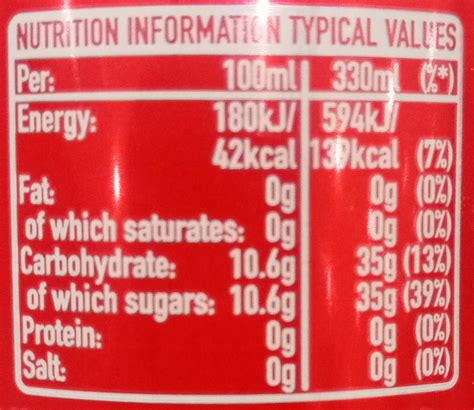 NUTRITION INFORMATION TYPICAL VALUES
Per: 100ml 330ml (%*)
Energy: 180kJ/ 594kJ/
42kcal 139kcal (7%)
Fat: 0g 0g (0%)
of which saturates: 0g 0g (0%)
Carbohydrate: 10.6g 35g (13%)
of which sugars: 10.6g 35g (39%)
Protein: 0g 0g (0%)
Salt: 0g 0g (0%)